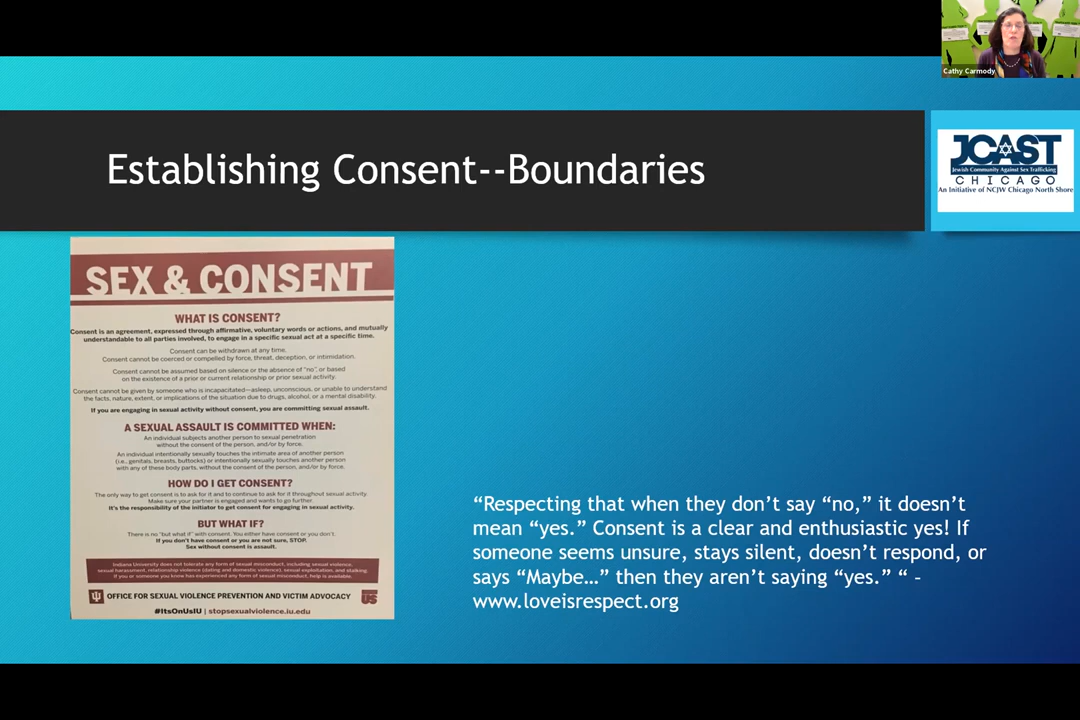 Cathy Carmody
Establishing Consent--Boundaries
JCAST
Jewish Community Against Sex Trafficking
CHICAGO
An Initiative of NCJW Chicago North Shore
SEX & CONSENT
WHAT IS CONSENT?
Consent is an agreement, expressed through affirmative, voluntary words or actions, and mutually
understandable to all parties involved, to engage in a specific sexual act at a specific time.
Consent can be withdrawn at any time.
Consent cannot be coerced or compelled by force, threat, deception, or intimidation.
Consent cannot be assumed based on silence or the absence of "no", or based
on the existence of a prior or current relationship or prior sexual activity.
Consent cannot be given by someone who is incapacitated—asleep, unconscious, or unable to understand
the facts, nature, extent, or implications of the situation due to drugs, alcohol, or a mental disability.
If you are engaging in sexual activity without consent, you are committing sexual assault.
A SEXUAL ASSAULT IS COMMITTED WHEN:
An individual subjects another person to sexual penetration
without the consent of the person, and/or by force.
An individual intentionally sexually touches the intimate area of another person
(i.e., genitals, breasts, buttocks) or intentionally sexually touches another person
with any of these body parts, without the consent of the person, and/or by force.
HOW DO I GET CONSENT?
The only way to get consent is to ask for it and to continue to ask for it throughout sexual activity.
Make sure your partner is engaged and wants to go further.
It's the responsibility of the initiator to get consent for engaging in sexual activity.
BUT WHAT IF?
There is no "but what if" with consent. You either have consent or you don't.
If you don't have consent or you are not sure, STOP.
Sex without consent is assault.
Indiana University does not tolerate any form of sexual misconduct, including sexual violence,
sexual harassment, relationship violence (dating and domestic violence), sexual exploitation, and stalking.
If you or someone you know has experienced any form of sexual misconduct, help is available.
OFFICE FOR SEXUAL VIOLENCE PREVENTION AND VICTIM ADVOCACY
#ItsOnUsIU | stopsexualviolence.iu.edu
“Respecting that when they don’t say “no,” it doesn’t
mean “yes.” Consent is a clear and enthusiastic yes! If
someone seems unsure, stays silent, doesn’t respond, or
says “Maybe…” then they aren’t saying “yes.” “ –
www.loveisrespect.org